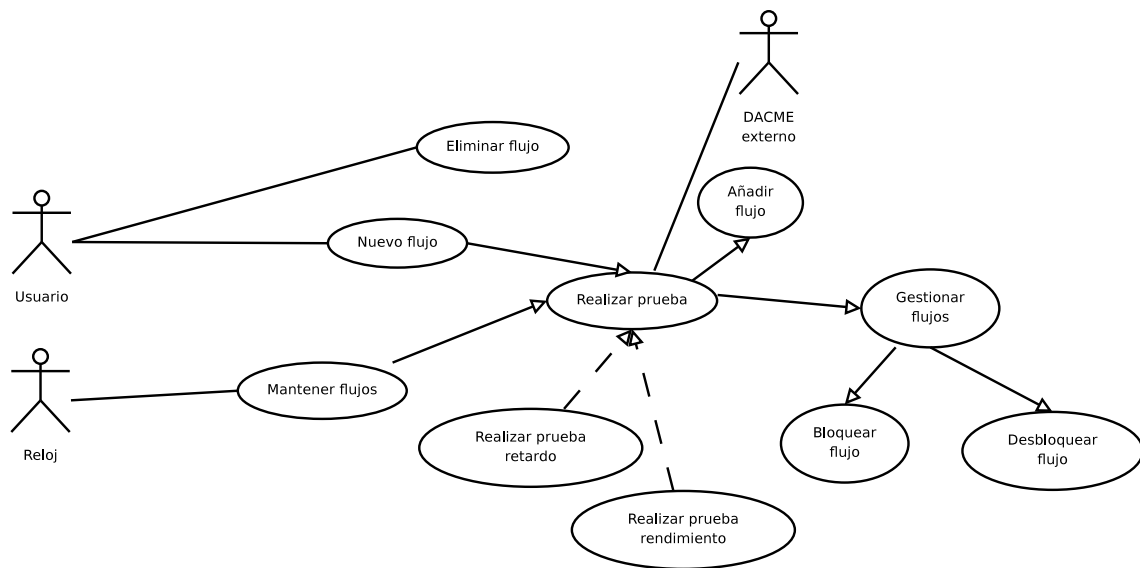 DACME
externo
Eliminar flujo
Añadir
flujo
Nuevo flujo
Usuario
Realizar prueba
Gestionar
flujos
Mantener flujos
Reloj
Realizar prueba
retardo
Bloquear
flujo
Desbloquear
flujo
Realizar prueba
rendimiento